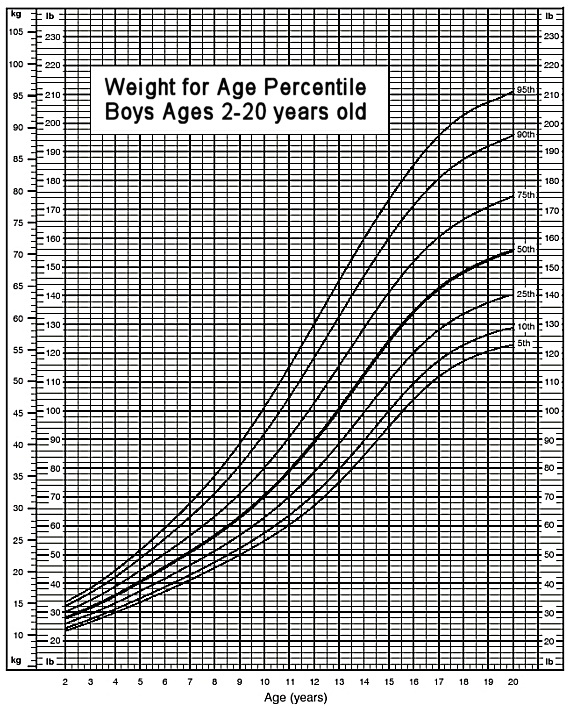 kg lb lb
105
230 230
100
220 220
Weight for Age Percentile
Boys Ages 2-20 years old
95 210 95th 210
200 200
90
190 90th 190
85
180 180
80
75th
170 170
75
160 160
70 50th
150 150
65
140 25th 140
60
130 10th 130
55 5th
120 120
50
110 110
45
100 100
40 90 90
80 80
35
70 70
30
60 60
25
50 50
20
40 40
15
30 30
10 20 20
kg lb lb
2 3 4 5 6 7 8 9 10 11 12 13 14 15 16 17 18 19 20
Age (years)